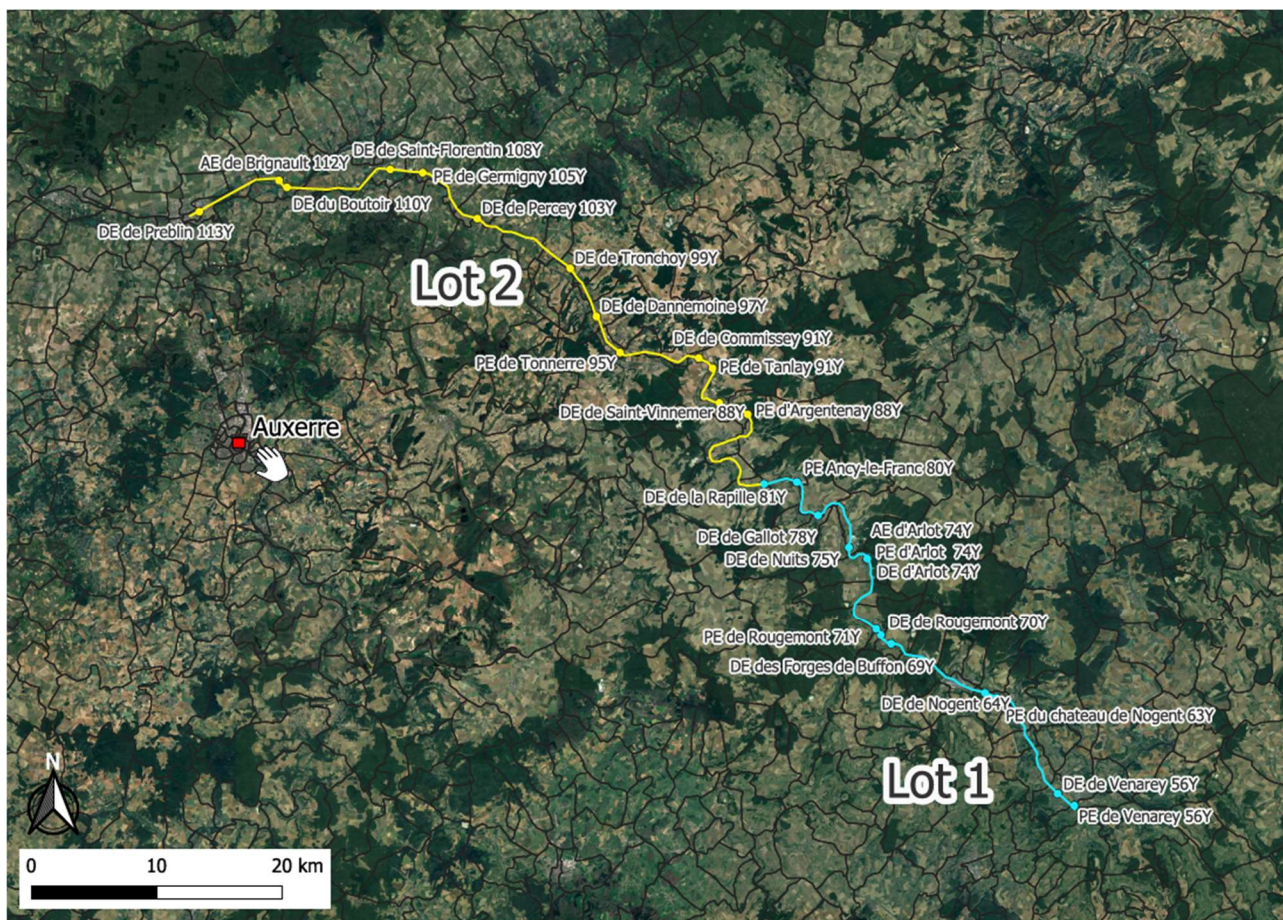 DE de Saint-Florentin 108Y
AE de Brignault 112Y
PE de Germigny 105Y
DE du Boutoir 110Y
DE de Percey 103Y
DE de Preblin 113Y
DE de Tronchoy 99Y
Lot 2
DE de Dannemoine 97Y
DE de Commissey 91Y
PE de Tonnerre 95Y
PE de Tanlay 91Y
DE de Saint-Vinnemer 88Y
PE d'Argentenay 88Y
Auxerre
PE Ancy-le-Franc 80Y
DE de la Rapille 81Y
AE d'Arlot 74Y
DE de Gallot 78Y
PE d'Arlot 74Y
DE de Nuits 75Y
DE d'Arlot 74Y
DE de Rougemont 70Y
PE de Rougemont 71Y
DE des Forges de Buffon 69Y
DE de Nogent 64Y
PE du chateau de Nogent 63Y
Lot 1
DE de Venarey 56Y
PE de Venarey 56Y
N
0 10 20 km